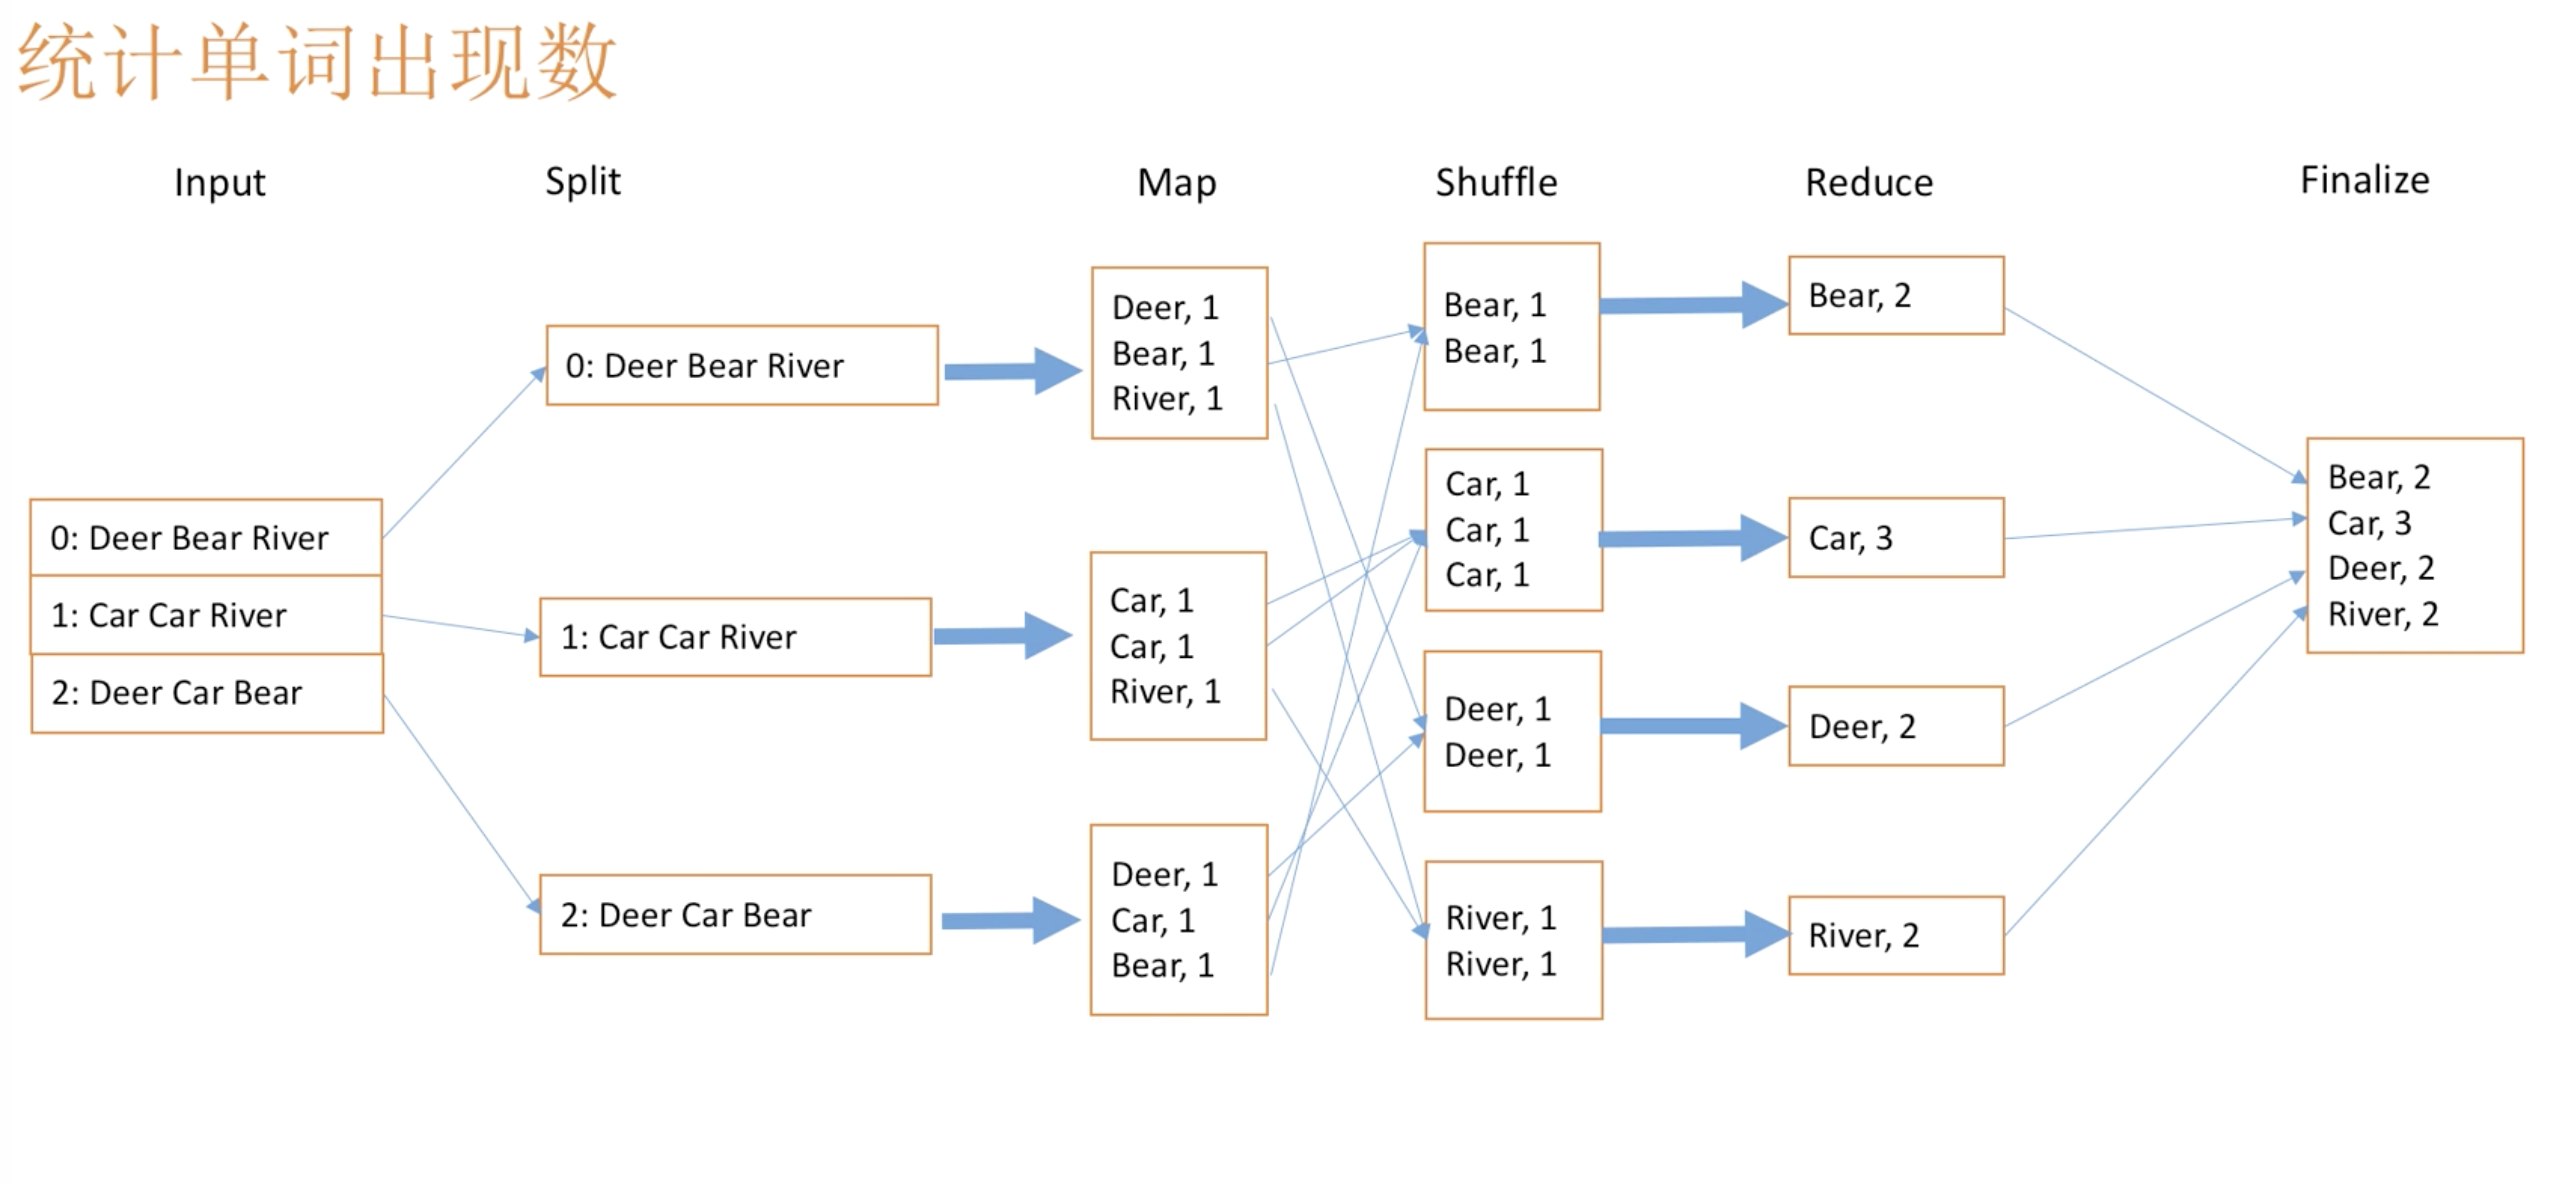 统计单词出现数
Input
Split
Map
Shuffle
Reduce
Finalize
0: Deer Bear River
1: Car Car River
2: Deer Car Bear
0: Deer Bear River
1: Car Car River
2: Deer Car Bear
Deer, 1
Bear, 1
River, 1
Car, 1
Car, 1
River, 1
Deer, 1
Car, 1
Bear, 1
Bear, 1
Bear, 1
Car, 1
Car, 1
Car, 1
Deer, 1
Deer, 1
River, 1
River, 1
Bear, 2
Car, 3
Deer, 2
River, 2
Bear, 2
Car, 3
Deer, 2
River, 2